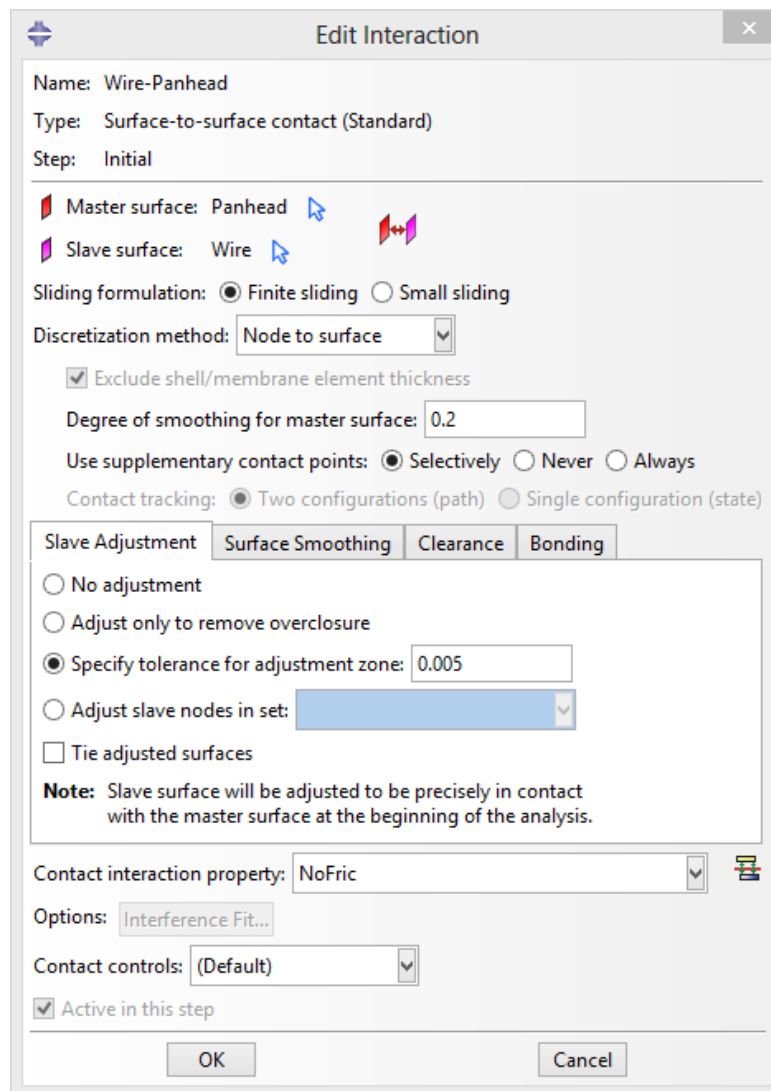 Edit Interaction
Name: Wire-Panhead
Type: Surface-to-surface contact (Standard)
Step: Initial
Master surface: Panhead
Slave surface: Wire
Sliding formulation: Finite sliding Small sliding
Discretization method: Node to surface
Exclude shell/membrane element thickness
Degree of smoothing for master surface: 0.2
Use supplementary contact points: Selectively Never Always
Contact tracking: Two configurations (path) Single configuration (state)
Slave Adjustment Surface Smoothing Clearance Bonding
No adjustment
Adjust only to remove overclosure
Specify tolerance for adjustment zone: 0.005
Adjust slave nodes in set:
Tie adjusted surfaces
Note: Slave surface will be adjusted to be precisely in contact
with the master surface at the beginning of the analysis.
Contact interaction property: NoFric
Options: Interference Fit...
Contact controls: (Default)
Active in this step
OK Cancel